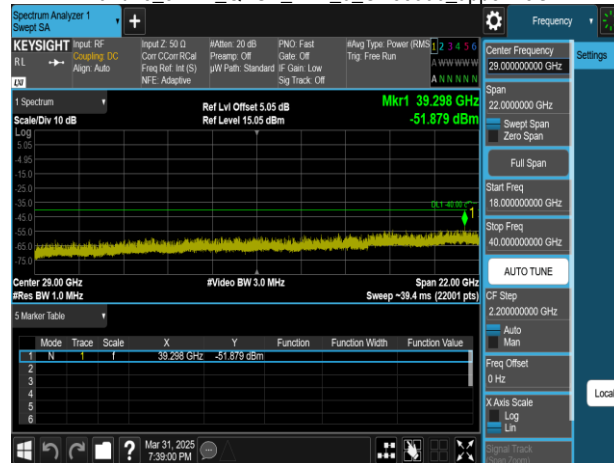 Spectrum Analyzer 1
Swept SA
+
Frequency
KEYSIGHT
RL
Input: RF
Coupling: DC
Align: Auto
Input Z: 50 Ω
Corr CCorr RCal
Freq Ref: Int (S)
NFE: Adaptive
#Atten: 20 dB
Preamp: Off
µW Path: Standard
PNO: Fast
Gate: Off
IF Gain: Low
Sig Track: Off
#Avg Type: Power (RMS
Trig: Free Run
1 2 3 4 5 6
A W W W W W
A N N N N N
1 Spectrum
Scale/Div 10 dB
Ref Lvl Offset 5.05 dB
Ref Level 15.05 dBm
Mkr1 39.298 GHz
-51.879 dBm
Log
5.05
-4.95
-15.0
-25.0
-35.0
-45.0
-55.0
-65.0
-75.0
1
Center 29.00 GHz
#Res BW 1.0 MHz
#Video BW 3.0 MHz
Span 22.00 GHz
Sweep ~39.4 ms (22001 pts)
5 Marker Table
Mode Trace Scale X Y Function Function Width Function Value
1 N 1 f 39.298 GHz -51.879 dBm
2
3
4
5
6
Mar 31, 2025
7:39:00 PM
Center Frequency
29.000000000 GHz
Settings
Span
22.0000000 GHz
Swept Span
Zero Span
Full Span
Start Freq
18.000000000 GHz
Stop Freq
40.000000000 GHz
AUTO TUNE
CF Step
2.200000000 GHz
Auto
Man
Freq Offset
0 Hz
X Axis Scale
Log
Lin
Local
Signal Track
(Span Zoom)